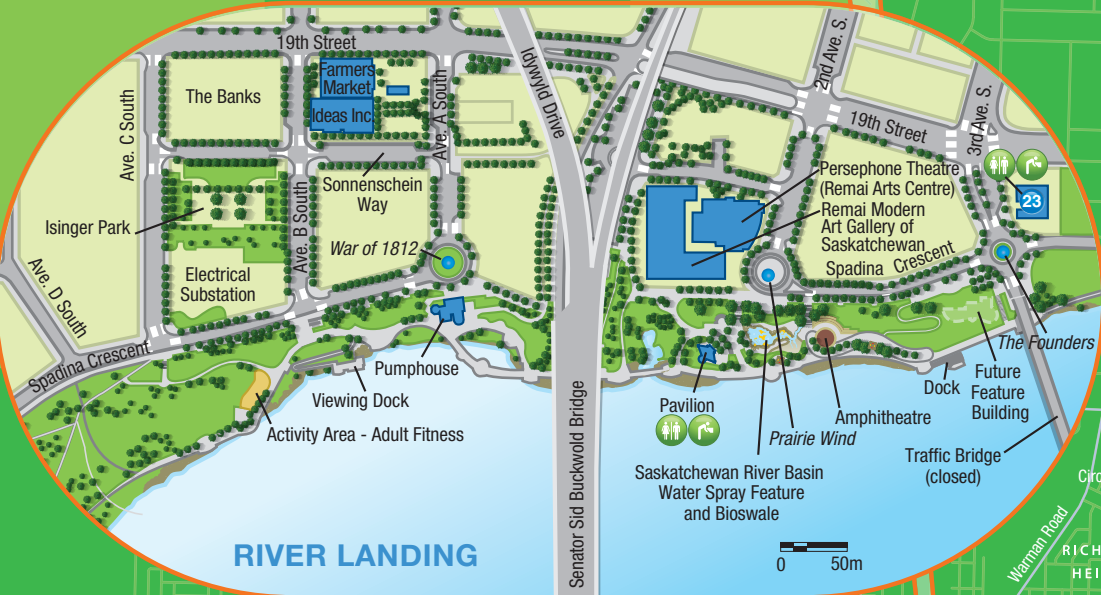 19th Street
Idylwyld Drive
2nd Ave. S.
Farmers
Market
Ideas Inc.
The Banks
Ave. C South
Ave. A South
19th Street
3rd Ave. S.
Sonnenschein
Way
Persephone Theatre
(Remai Arts Centre)
Remai Modern
Art Gallery of
Saskatchewan
23
Isinger Park
Ave. B South
War of 1812
Spadina Crescent
Electrical
Substation
Ave. D South
Spadina Crescent
Pumphouse
Viewing Dock
Activity Area - Adult Fitness
Senator Sid Buckwold Bridge
Pavilion
Prairie Wind
Amphitheatre
Dock
The Founders
Future
Feature
Building
Traffic Bridge
(closed)
Saskatchewan River Basin
Water Spray Feature
and Bioswale
RIVER LANDING
0 50m
Circ
Warman Road
RICH
HEI